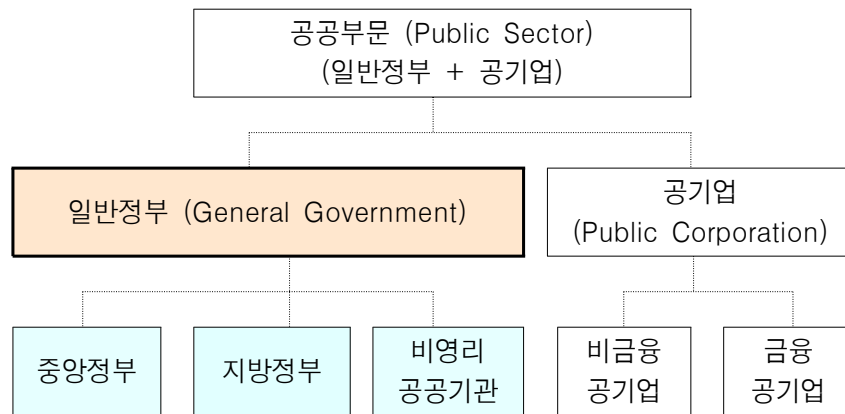 공공부문 (Public Sector)
(일반정부 + 공기업)
일반정부 (General Government)
공기업
(Public Corporation)
중앙정부
지방정부
비영리
공공기관
비금융
공기업
금융
공기업